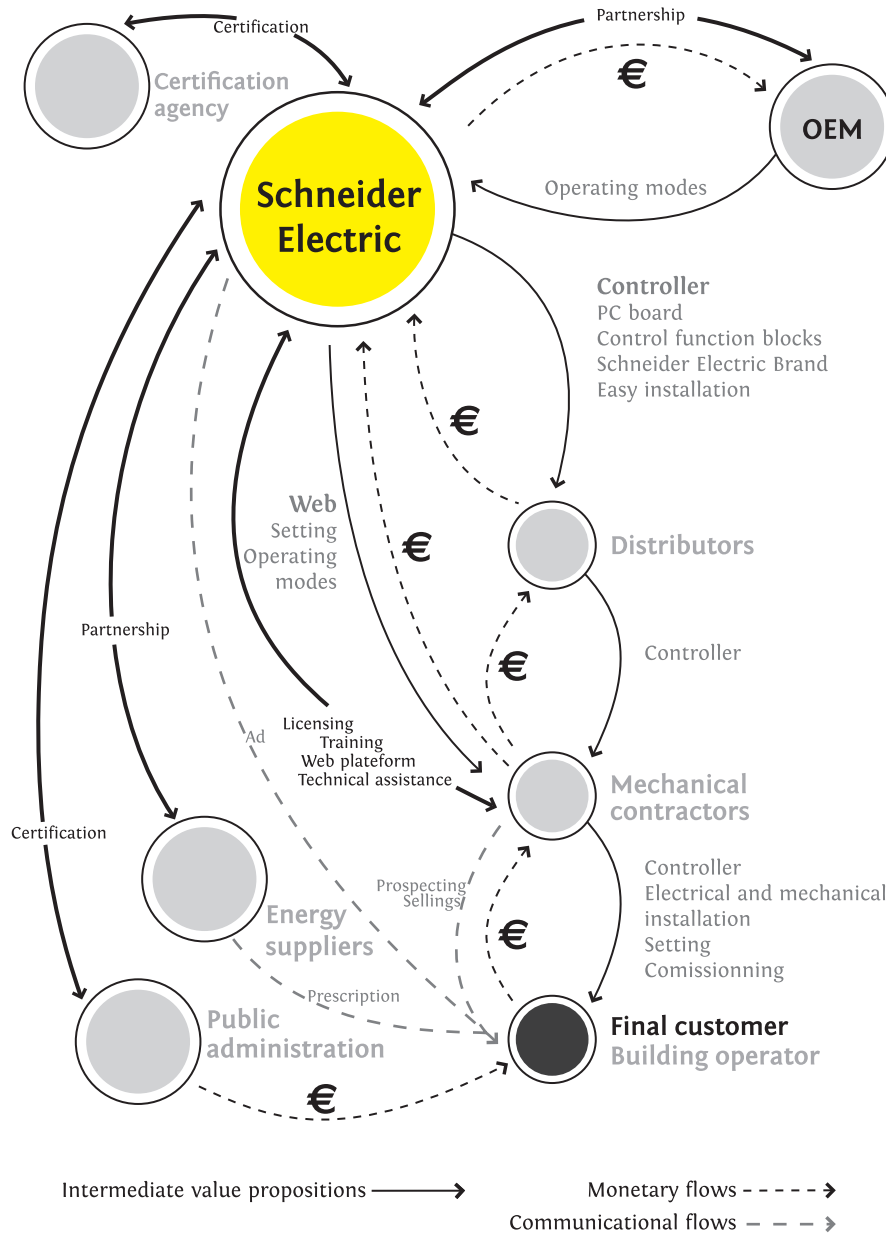 Partnership
Certification
€
Certification
agency
OEM
Schneider
Electric
Operating modes
Controller
PC board
Control function blocks
Schneider Electric Brand
Easy installation
€
Web
Setting
Operating
modes
€
Distributors
Partnership
€
Controller
Licensing
Training
Web plateform
Technical assistance
Ad
Mechanical
contractors
Certification
Controller
Electrical and mechanical
installation
Setting
Comissionning
Prospecting
Sellings
€
Energy
suppliers
Prescription
Public
administration
Final customer
Building operator
€
Intermediate value propositions
Monetary flows
Communicational flows